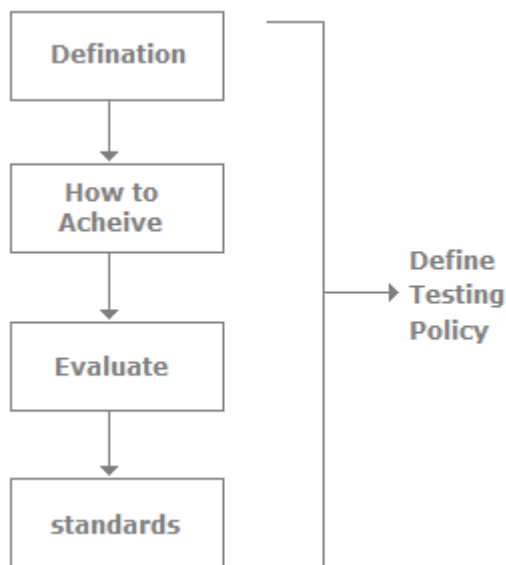 Defination
How to
Acheive
Evaluate
standards
Define
Testing
Policy